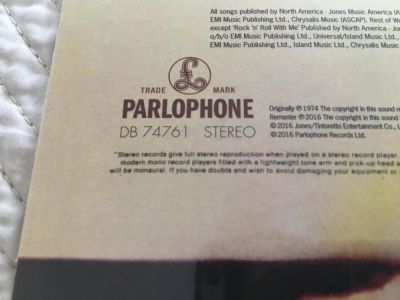 All songs published by North America - Jones Music America (A
EMI Music Publishing Ltd., Chrysalis Music (ASCAP). Rest of Wo
except 'Rock 'n' Roll With Me' Published by North America - Jon
o/b/o EMI Music Publishing Ltd., Universal/Island Music Ltd., Ch
EMI Music Publishing Ltd., Island Music Ltd., Chrysalis Music
£
TRADE MARK
PARLOPHONE
DB 74761 STEREO
Originally ℗ 1974 The copyright in this sound r
Remaster ℗ 2016 The copyright in this sound
©2016 Jones/Tintoretto Entertainment Co., L
©2016 Parlophone Records Ltd.
"Stereo records give full stereo reproduction when played on a stereo record player.
modern mono record players fitted with a lightweight tone arm and pick-up head s
will be monaural. If you have doubts and wish to avoid damaging your equipment or